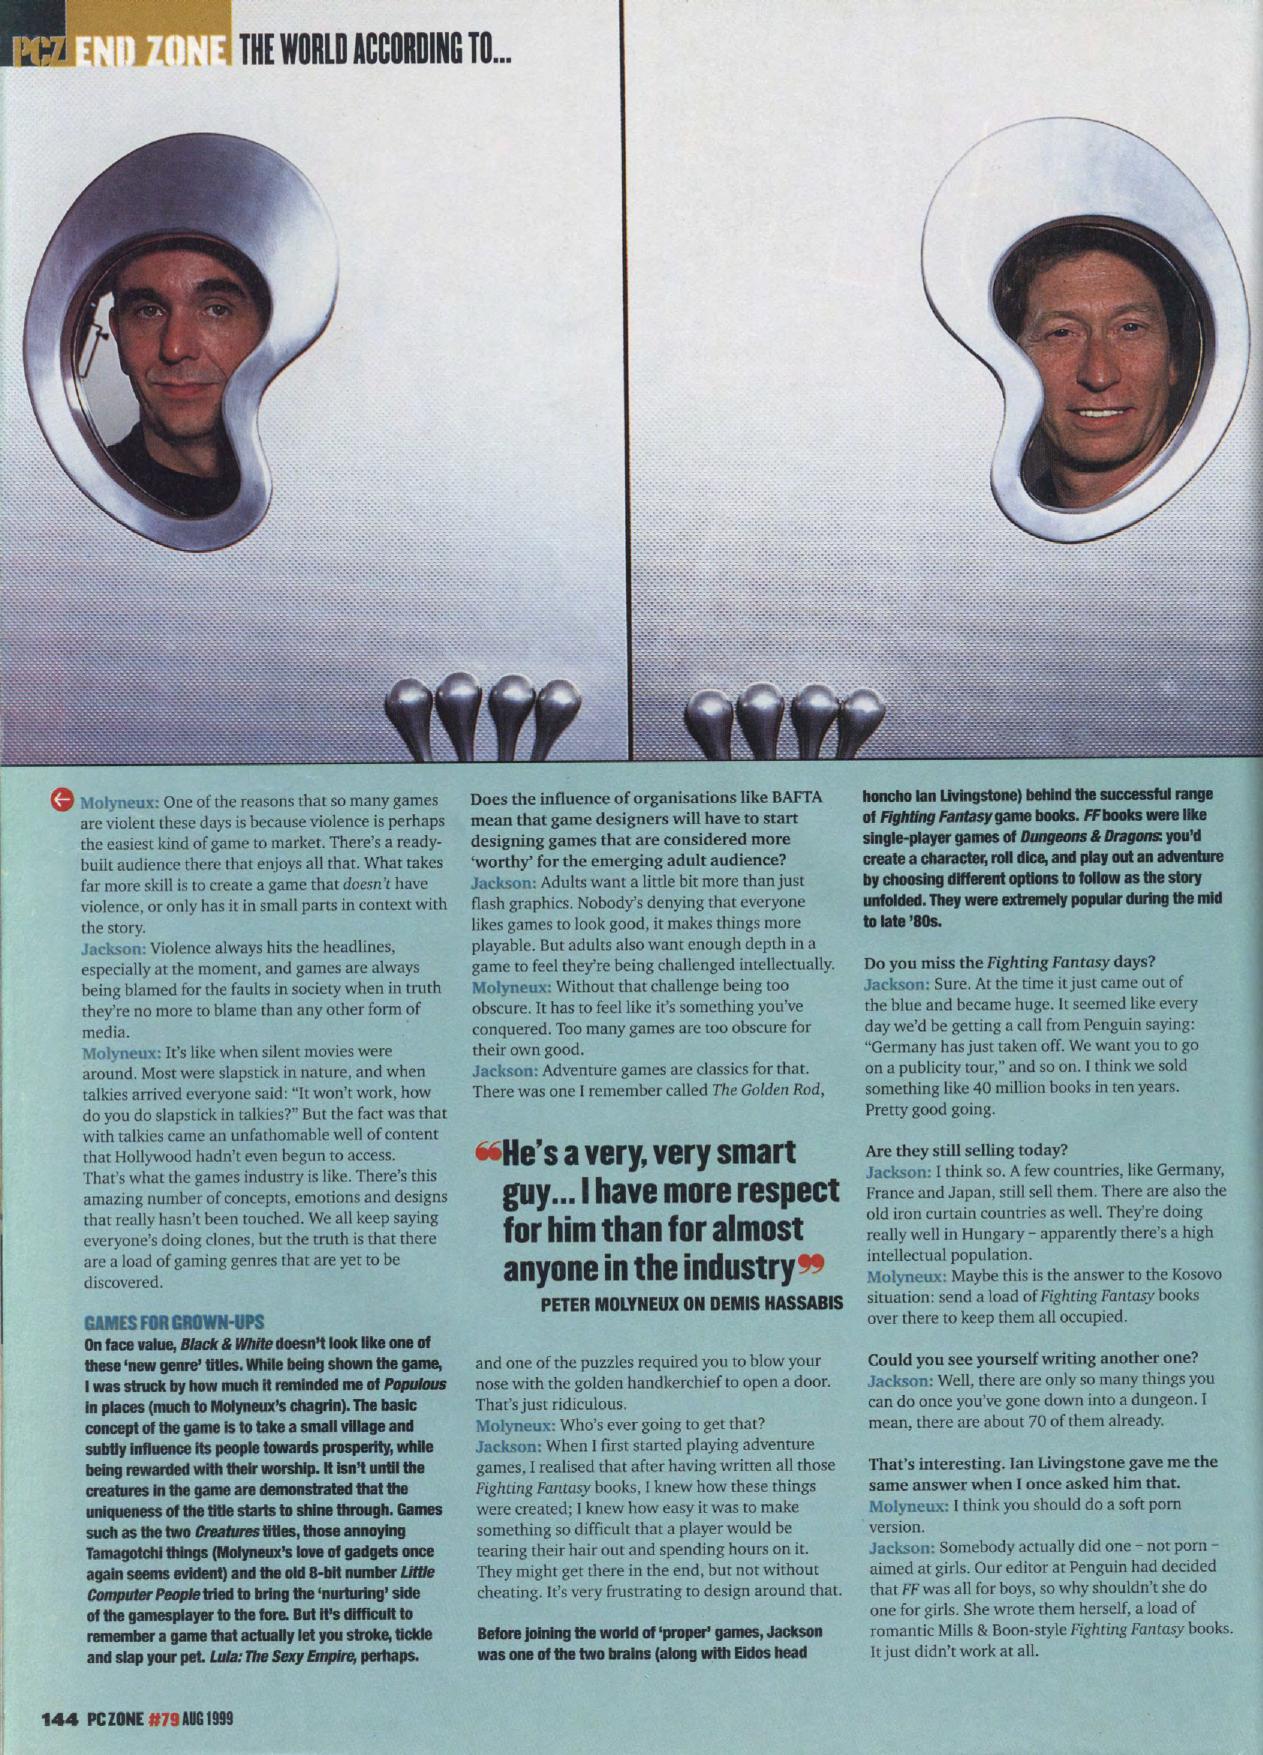 PCZ END ZONE THE WORLD ACCORDING TO...
Molyneux: One of the reasons that so many games
are violent these days is because violence is perhaps
the easiest kind of game to market. There's a ready-
built audience there that enjoys all that. What takes
far more skill is to create a game that doesn't have
violence, or only has it in small parts in context with
the story.
Jackson: Violence always hits the headlines,
especially at the moment, and games are always
being blamed for the faults in society when in truth
they're no more to blame than any other form of
media.
Molyneux: It's like when silent movies were
around. Most were slapstick in nature, and when
talkies arrived everyone said: "It won't work, how
do you do slapstick in talkies?" But the fact was that
with talkies came an unfathomable well of content
that Hollywood hadn't even begun to access.
That's what the games industry is like. There's this
amazing number of concepts, emotions and designs
that really hasn't been touched. We all keep saying
everyone's doing clones, but the truth is that there
are a load of gaming genres that are yet to be
discovered.
GAMES FOR GROWN-UPS
On face value, Black & White doesn't look like one of
these 'new genre' titles. While being shown the game,
I was struck by how much it reminded me of Populous
in places (much to Molyneux's chagrin). The basic
concept of the game is to take a small village and
subtly influence its people towards prosperity, while
being rewarded with their worship. It isn't until the
creatures in the game are demonstrated that the
uniqueness of the title starts to shine through. Games
such as the two Creatures titles, those annoying
Tamagotchi things (Molyneux's love of gadgets once
again seems evident) and the old 8-bit number Little
Computer People tried to bring the 'nurturing' side
of the gamesplayer to the fore. But it's difficult to
remember a game that actually let you stroke, tickle
and slap your pet. Lula: The Sexy Empire, perhaps.
Does the influence of organisations like BAFTA
mean that game designers will have to start
designing games that are considered more
'worthy' for the emerging adult audience?
Jackson: Adults want a little bit more than just
flash graphics. Nobody's denying that everyone
likes games to look good, it makes things more
playable. But adults also want enough depth in a
game to feel they're being challenged intellectually.
Molyneux: Without that challenge being too
obscure. It has to feel like it's something you've
conquered. Too many games are too obscure for
their own good.
Jackson: Adventure games are classics for that.
There was one I remember called The Golden Rod,
"He's a very, very smart
guy... I have more respect
for him than for almost
anyone in the industry"
PETER MOLYNEUX ON DEMIS HASSABIS
and one of the puzzles required you to blow your
nose with the golden handkerchief to open a door.
That's just ridiculous.
Molyneux: Who's ever going to get that?
Jackson: When I first started playing adventure
games, I realised that after having written all those
Fighting Fantasy books, I knew how these things
were created; I knew how easy it was to make
something so difficult that a player would be
tearing their hair out and spending hours on it.
They might get there in the end, but not without
cheating. It's very frustrating to design around that.
Before joining the world of 'proper' games, Jackson
was one of the two brains (along with Eidos head
honcho Ian Livingstone) behind the successful range
of Fighting Fantasy game books. FF books were like
single-player games of Dungeons & Dragons: you'd
create a character, roll dice, and play out an adventure
by choosing different options to follow as the story
unfolded. They were extremely popular during the mid
to late '80s.
Do you miss the Fighting Fantasy days?
Jackson: Sure. At the time it just came out of
the blue and became huge. It seemed like every
day we'd be getting a call from Penguin saying:
"Germany has just taken off. We want you to go
on a publicity tour," and so on. I think we sold
something like 40 million books in ten years.
Pretty good going.
Are they still selling today?
Jackson: I think so. A few countries, like Germany,
France and Japan, still sell them. There are also the
old iron curtain countries as well. They're doing
really well in Hungary – apparently there's a high
intellectual population.
Molyneux: Maybe this is the answer to the Kosovo
situation: send a load of Fighting Fantasy books
over there to keep them all occupied.
Could you see yourself writing another one?
Jackson: Well, there are only so many things you
can do once you've gone down into a dungeon. I
mean, there are about 70 of them already.
That's interesting. Ian Livingstone gave me the
same answer when I once asked him that.
Molyneux: I think you should do a soft porn
version.
Jackson: Somebody actually did one – not porn –
aimed at girls. Our editor at Penguin had decided
that FF was all for boys, so why shouldn't she do
one for girls. She wrote them herself, a load of
romantic Mills & Boon-style Fighting Fantasy books.
It just didn't work at all.
144 PC ZONE #79 AUG 1999